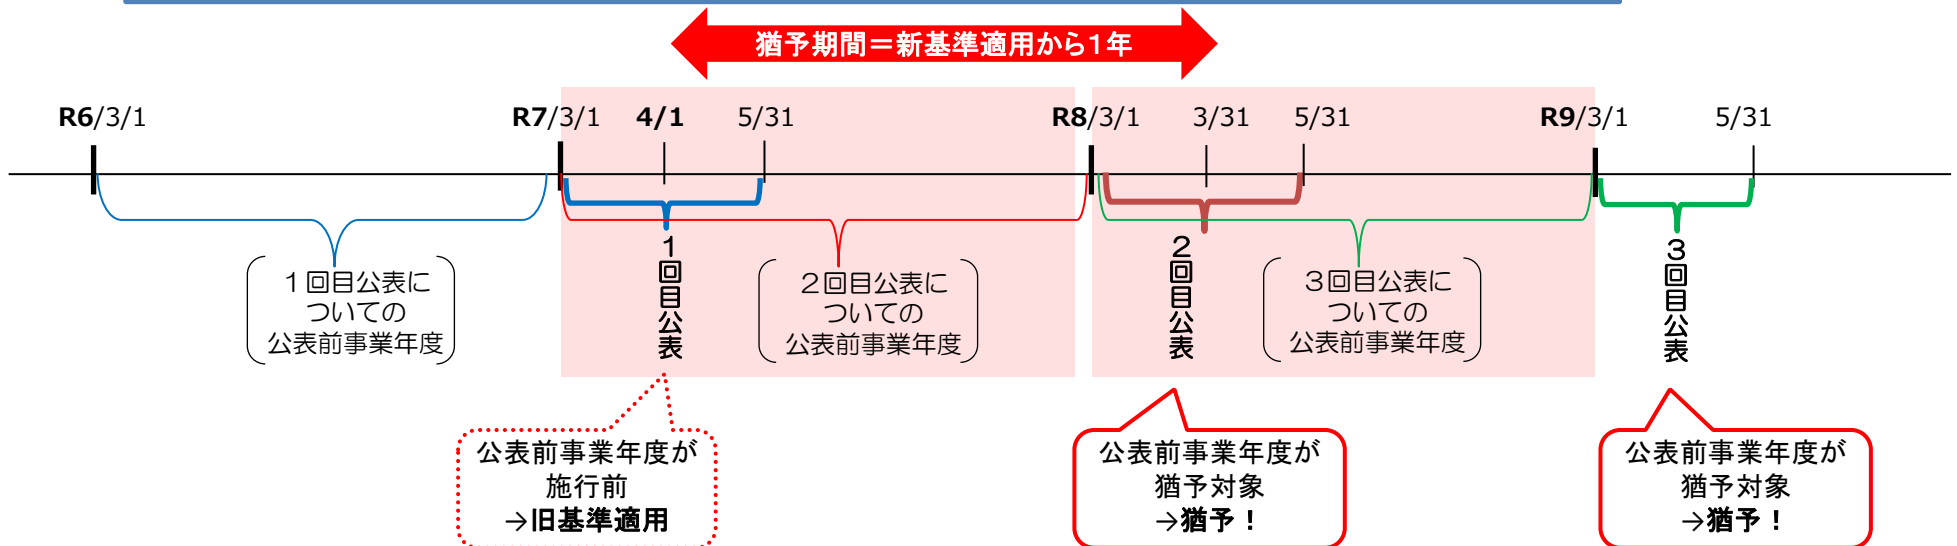 猶予期間＝新基準適用から１年
R6/3/1
R7/3/1
4/1
5/31
R8/3/1
3/31
5/31
R9/3/1
5/31
１回目公表に
ついての
公表前事業年度
１回目公表
２回目公表に
ついての
公表前事業年度
２回目公表
３回目公表に
ついての
公表前事業年度
３回目公表
公表前事業年度が
施行前
→旧基準適用
公表前事業年度が
猶予対象
→猶予！
公表前事業年度が
猶予対象
→猶予！